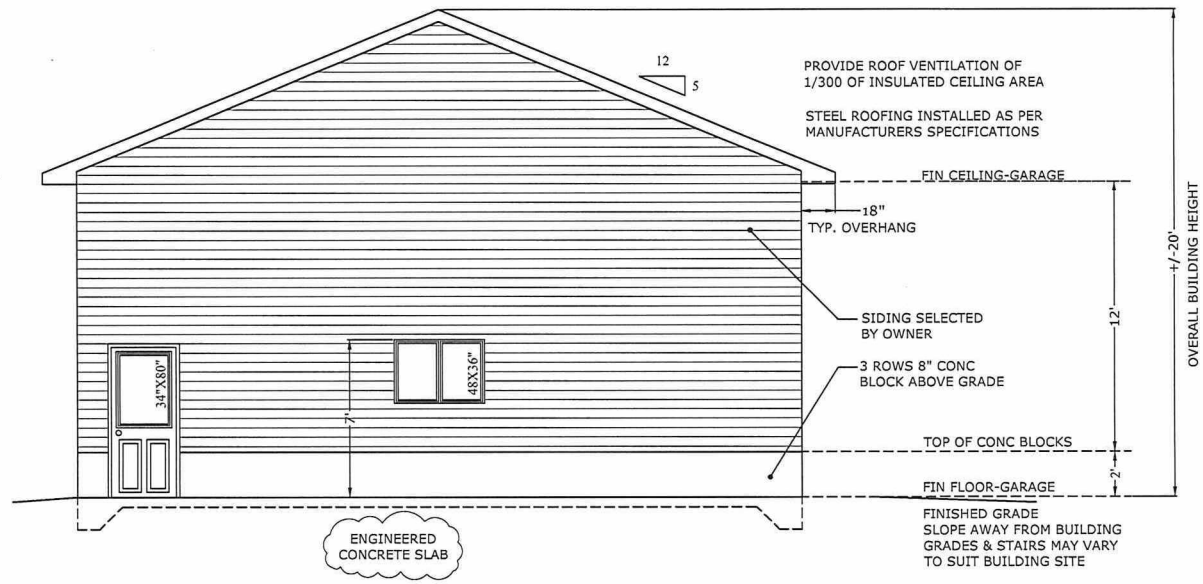 12
5
PROVIDE ROOF VENTILATION OF
1/300 OF INSULATED CEILING AREA
STEEL ROOFING INSTALLED AS PER
MANUFACTURERS SPECIFICATIONS
FIN CEILING-GARAGE
18"
TYP. OVERHANG
+/-20'
OVERALL BUILDING HEIGHT
12'
SIDING SELECTED
BY OWNER
3 ROWS 8" CONC
BLOCK ABOVE GRADE
34"X80"
7'
48X36"
TOP OF CONC BLOCKS
2'
FIN FLOOR-GARAGE
FINISHED GRADE
SLOPE AWAY FROM BUILDING
GRADES & STAIRS MAY VARY
TO SUIT BUILDING SITE
ENGINEERED
CONCRETE SLAB